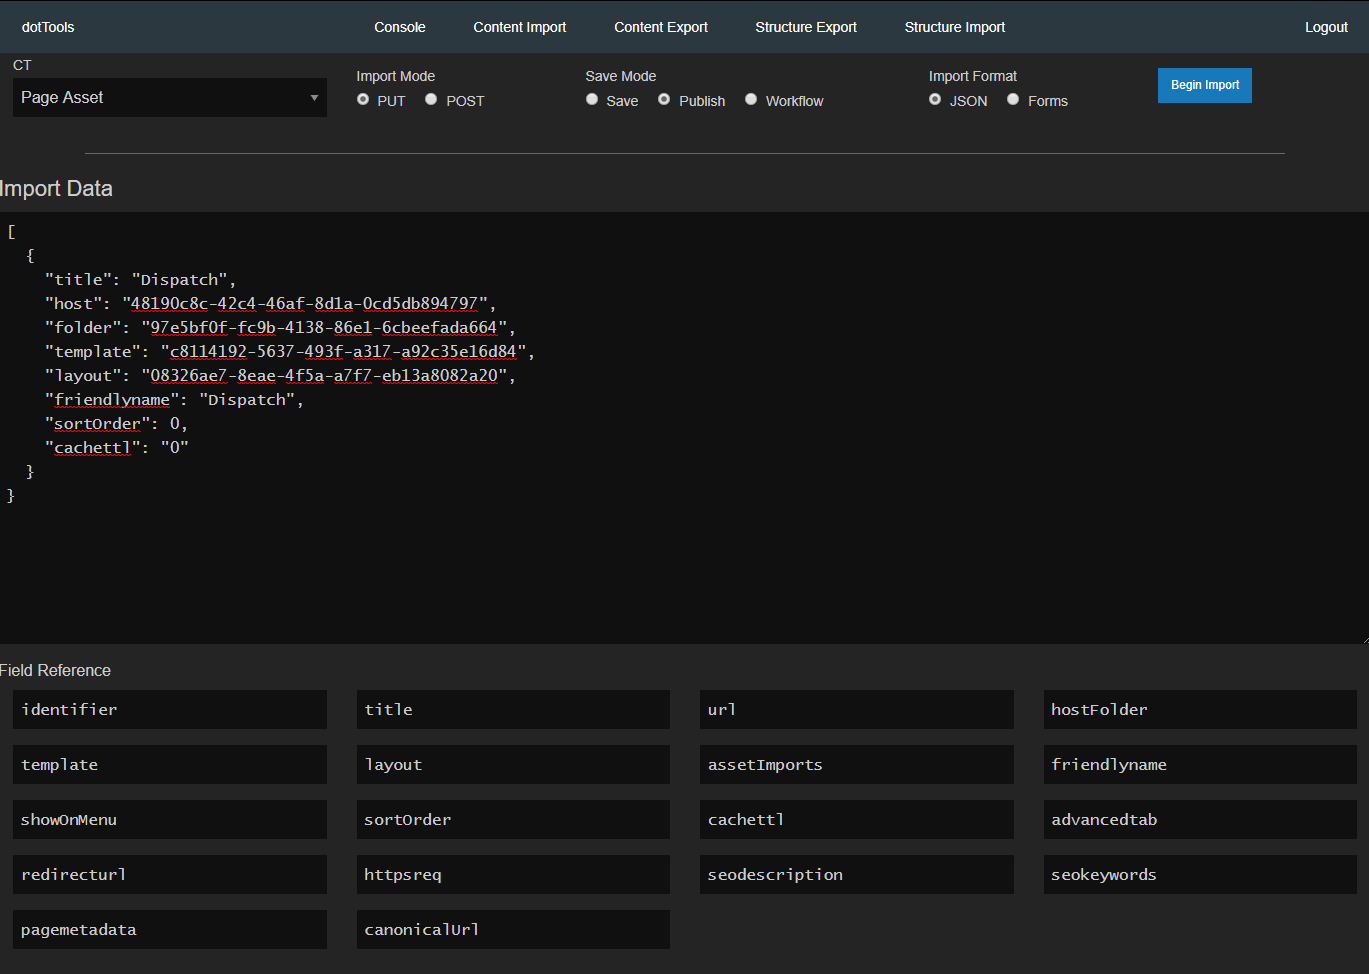 dotTools Console Content Import Content Export Structure Export Structure Import Logout
CT
Page Asset
Import Mode
PUT POST
Save Mode
Save Publish Workflow
Import Format
JSON Forms
Begin Import
Import Data
[
{
"title": "Dispatch",
"host": "48190c8c-42c4-46af-8d1a-0cd5db894797",
"folder": "97e5bf0f-fc9b-4138-86e1-6cbeefada664",
"template": "c8114192-5637-493f-a317-a92c35e16d84",
"layout": "08326ae7-8eae-4f5a-a7f7-eb13a8082a20",
"friendlyname": "Dispatch",
"sortOrder": 0,
"cachettl": "0"
}
}
Field Reference
identifier title url hostFolder
template layout assetImports friendlyname
showOnMenu sortOrder cachettl advancedtab
redirecturl httpsreq seodescription seokeywords
pagemetadata canonicalUrl